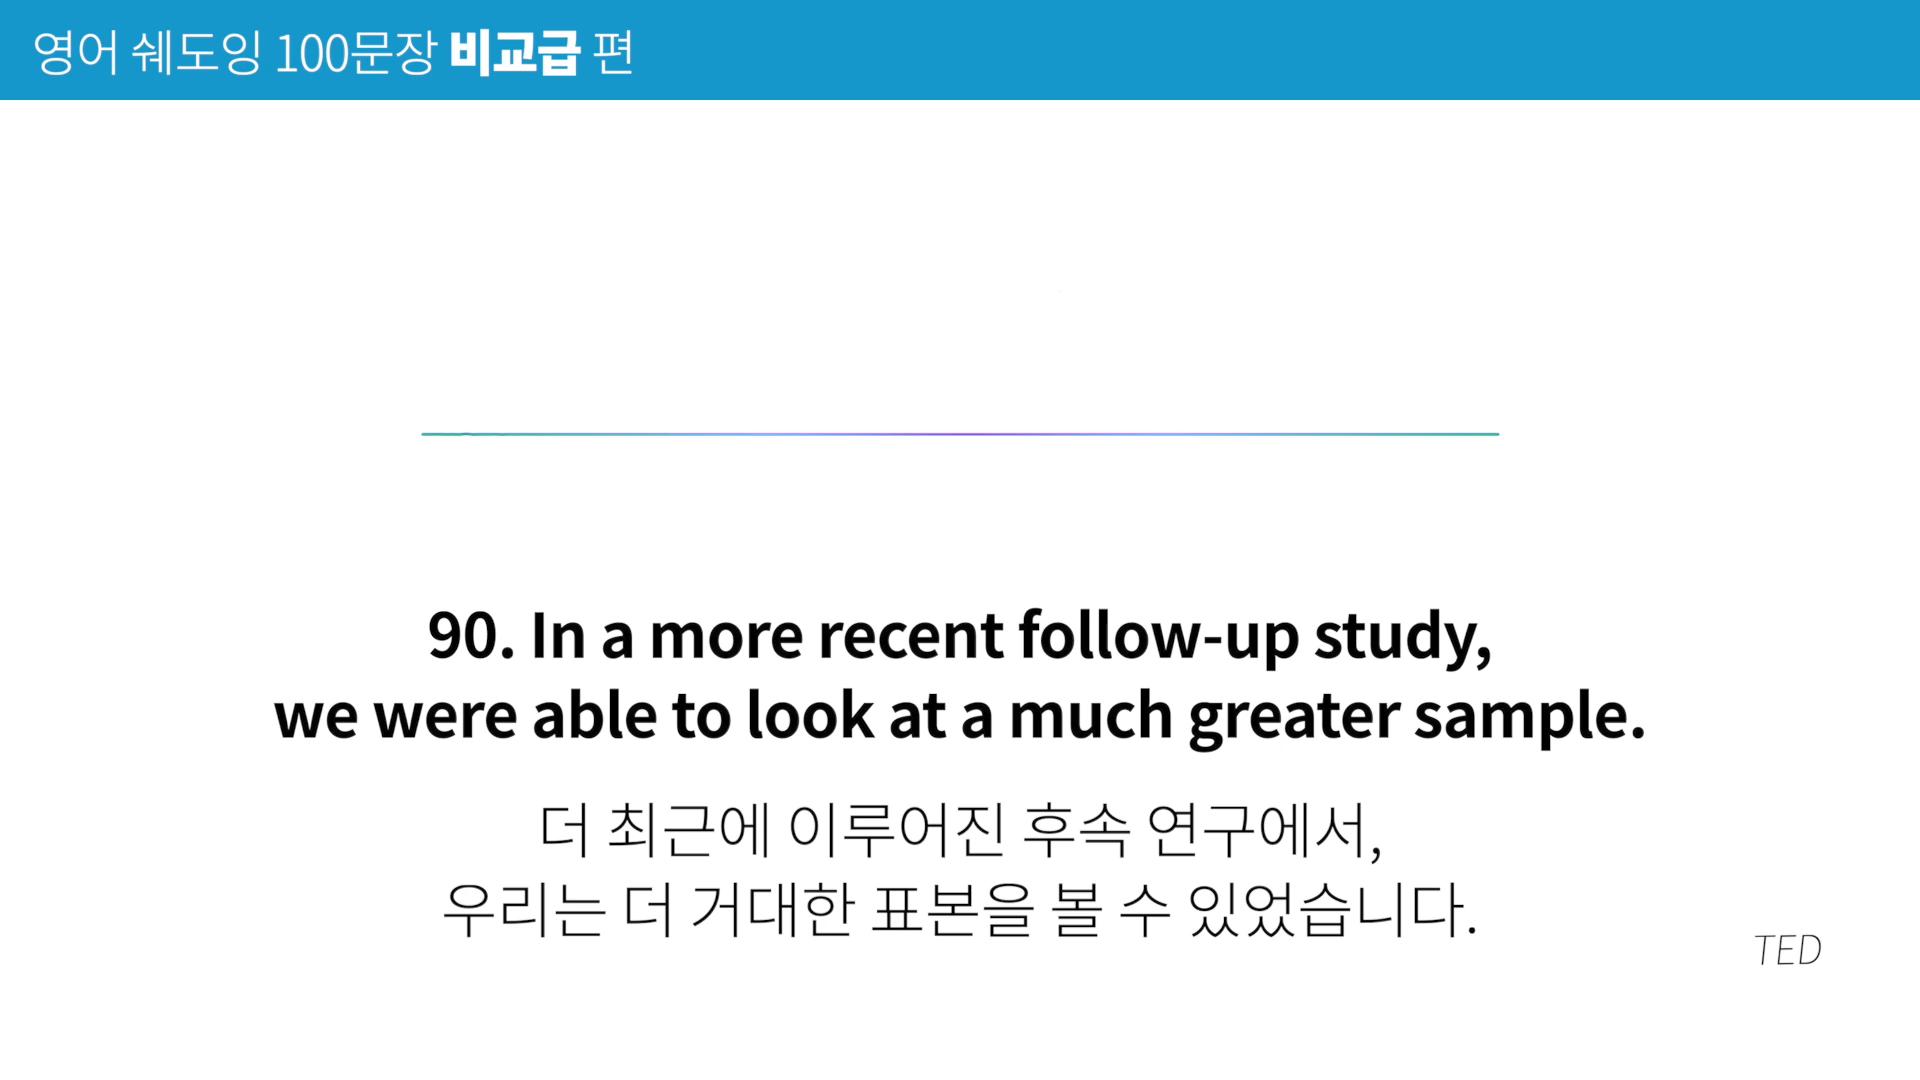 영어 쉐도잉 100문장 비교급 편
90. In a more recent follow-up study,
we were able to look at a much greater sample.
더 최근에 이루어진 후속 연구에서,
우리는 더 거대한 표본을 볼 수 있었습니다.
TED